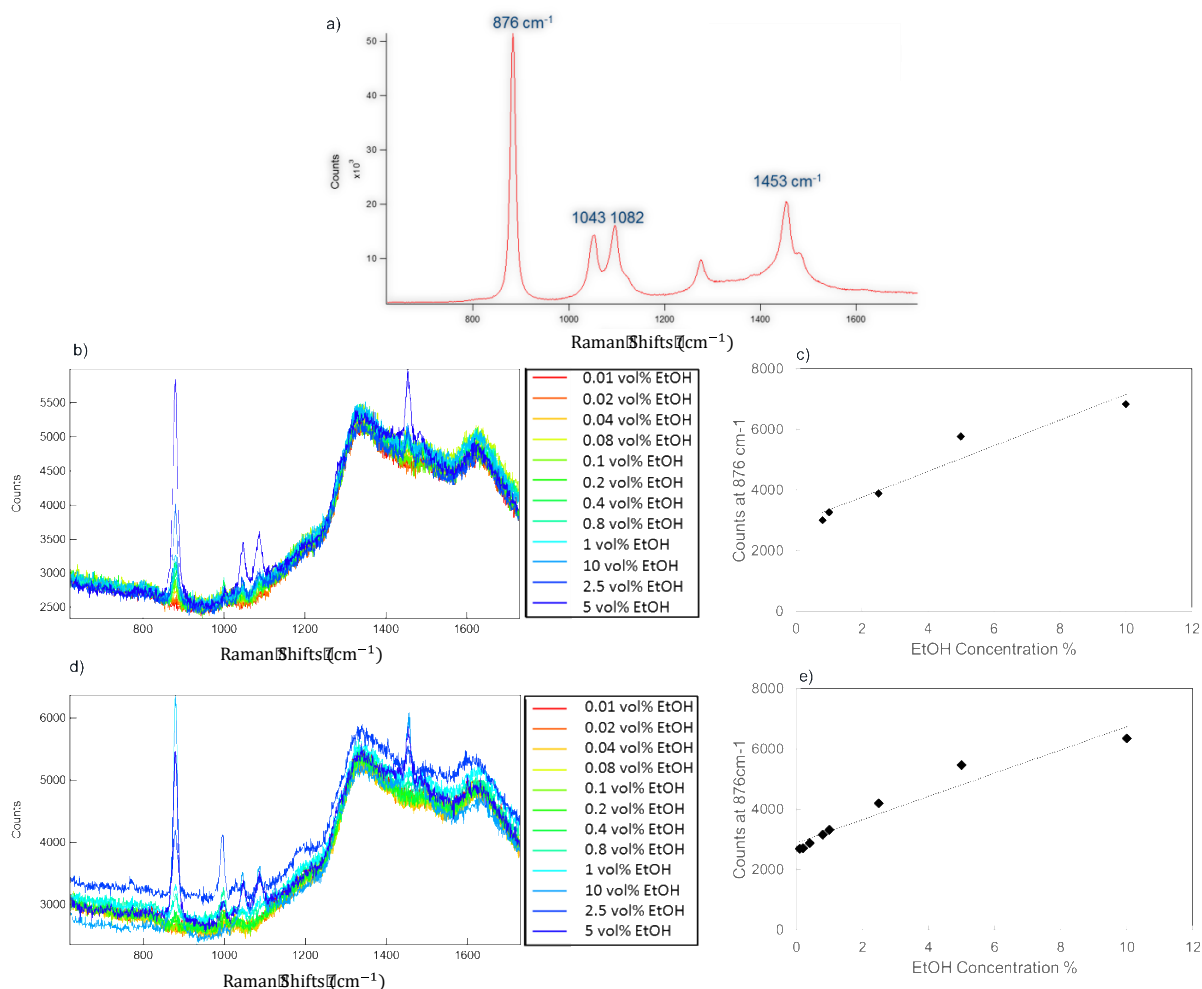 a)
876 cm⁻¹
50
40
30
20
10
Counts
x10³
1043 1082
1453 cm⁻¹
800
1000
1200
1400
1600
Raman Shifts (cm⁻¹)
b)
5500
5000
4500
4000
3500
3000
2500
Counts
800
1000
1200
1400
1600
Raman Shifts (cm⁻¹)
0.01 vol% EtOH
0.02 vol% EtOH
0.04 vol% EtOH
0.08 vol% EtOH
0.1 vol% EtOH
0.2 vol% EtOH
0.4 vol% EtOH
0.8 vol% EtOH
1 vol% EtOH
10 vol% EtOH
2.5 vol% EtOH
5 vol% EtOH
c)
8000
6000
4000
2000
0
Counts at 876 cm-1
0
2
4
6
8
10
12
EtOH Concentration %
d)
6000
5000
4000
3000
Counts
800
1000
1200
1400
1600
Raman Shifts (cm⁻¹)
0.01 vol% EtOH
0.02 vol% EtOH
0.04 vol% EtOH
0.08 vol% EtOH
0.1 vol% EtOH
0.2 vol% EtOH
0.4 vol% EtOH
0.8 vol% EtOH
1 vol% EtOH
10 vol% EtOH
2.5 vol% EtOH
5 vol% EtOH
e)
8000
6000
4000
2000
0
Counts at 876cm-1
0
2
4
6
8
10
12
EtOH Concentration %